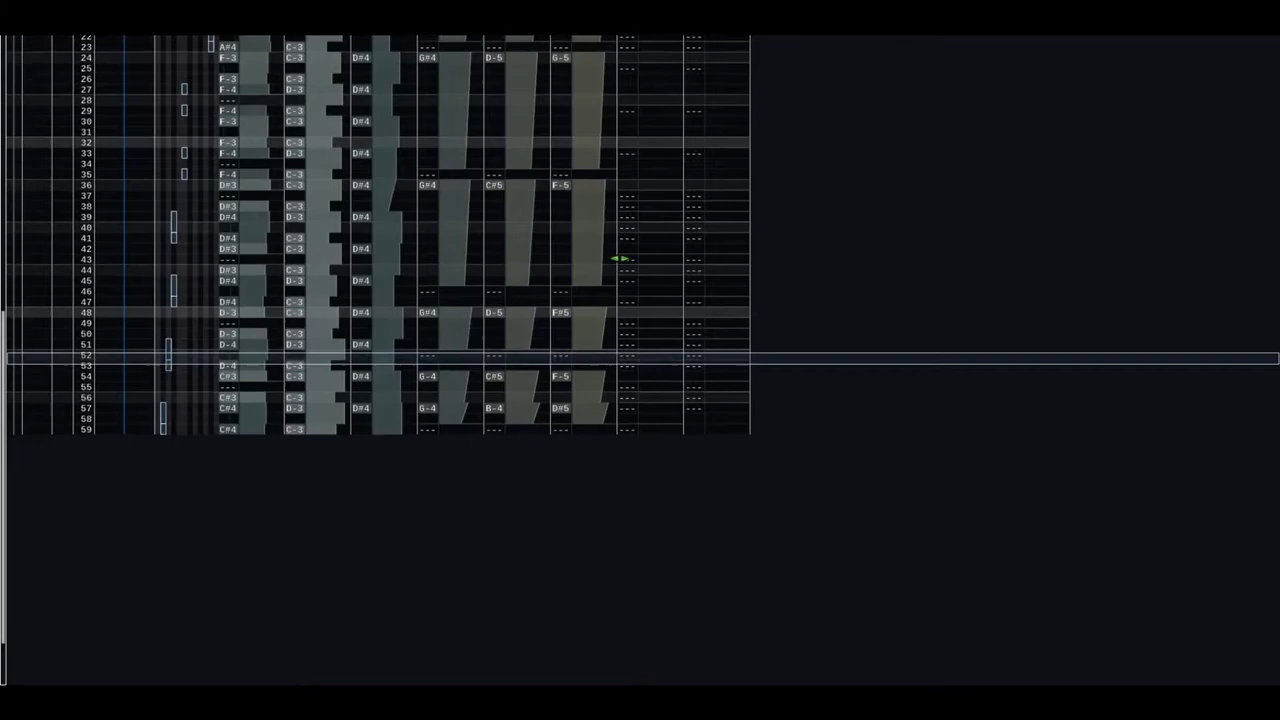 22 --- --- --- --- ---
23 A#4 C-3 --- --- --- --- ---
24 F-3 C-3 D#4 G#4 D-5 G-5
25 --- ---
26 F-3 C-3
27 F-4 D-3 D#4
28 ---
29 F-4 C-3 --- ---
30 F-3 C-3 D#4
31
32 F-3 C-3
33 F-4 D-3 D#4 --- ---
34 ---
35 F-4 C-3 --- --- ---
36 D#3 C-3 D#4 G#4 C#5 F-5
37 --- --- ---
38 D#3 C-3 --- ---
39 D#4 D-3 D#4 --- ---
40 --- ---
41 D#4 C-3 --- ---
42 D#3 C-3 D#4
43 --- --- ---
44 D#3 C-3 --- ---
45 D#4 D-3 D#4 --- ---
46 --- --- ---
47 D#4 C-3 --- ---
48 D-3 C-3 D#4 G#4 D-5 F#5
49 --- --- ---
50 D-3 C-3 --- ---
51 D-4 D-3 D#4 --- ---
52 --- --- --- --- ---
53 D-4 C-3 --- ---
54 C#3 C-3 D#4 G-4 C#5 F-5
55 --- --- ---
56 C#3 C-3 --- ---
57 C#4 D-3 D#4 G-4 B-4 D#5 --- ---
58 --- ---
59 C#4 C-3 --- --- --- --- ---